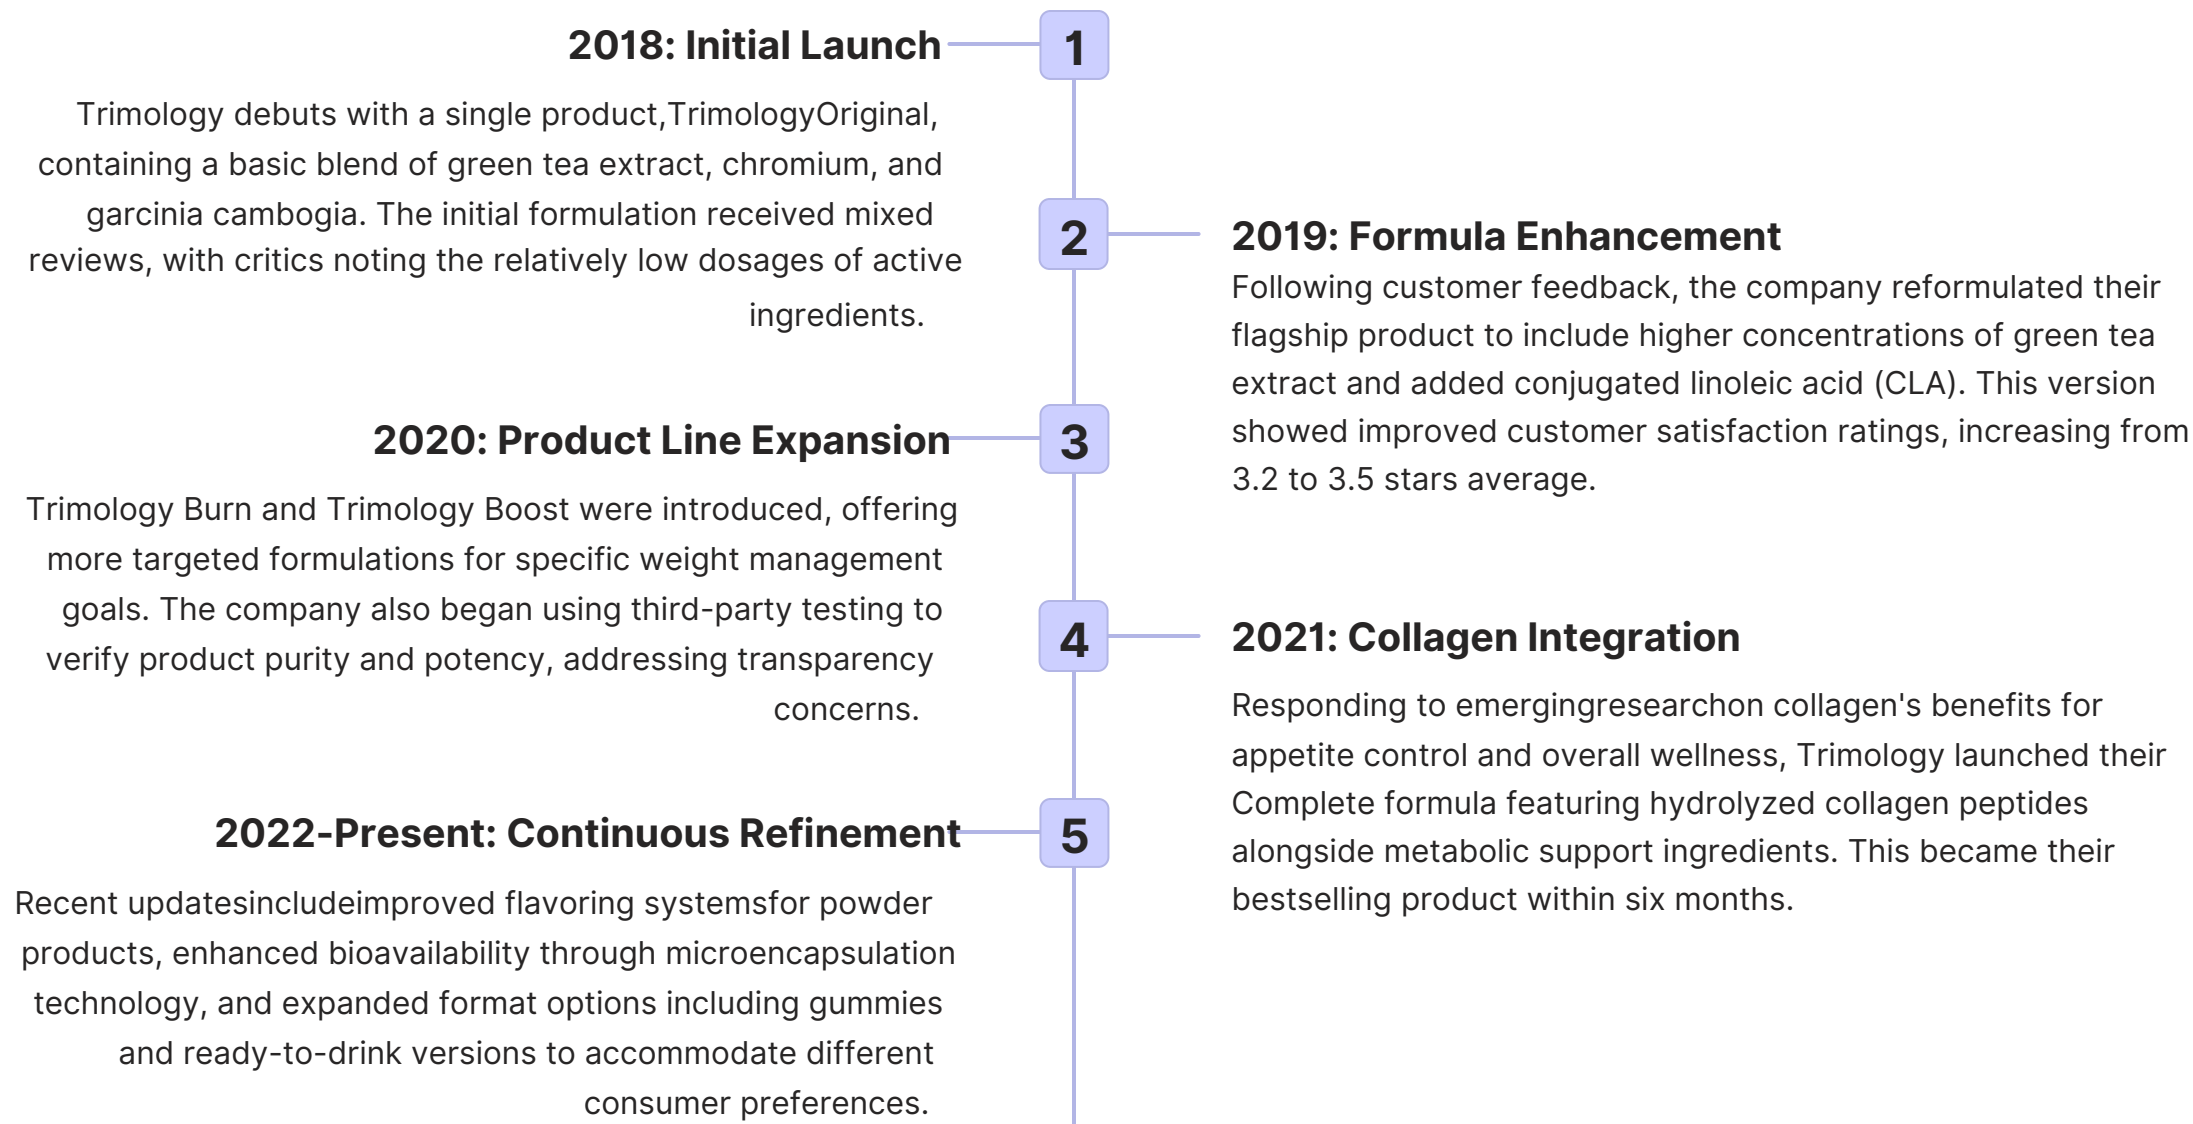 2018: Initial Launch
1
Trimology debuts with a single product,TrimologyOriginal,
containing a basic blend of green tea extract, chromium, and
garcinia cambogia. The initial formulation received mixed
reviews, with critics noting the relatively low dosages of active
ingredients.
2
2019: Formula Enhancement
Following customer feedback, the company reformulated their
flagship product to include higher concentrations of green tea
extract and added conjugated linoleic acid (CLA). This version
showed improved customer satisfaction ratings, increasing from
3.2 to 3.5 stars average.
2020: Product Line Expansion
3
Trimology Burn and Trimology Boost were introduced, offering
more targeted formulations for specific weight management
goals. The company also began using third-party testing to
verify product purity and potency, addressing transparency
concerns.
4
2021: Collagen Integration
Responding to emergingresearchon collagen's benefits for
appetite control and overall wellness, Trimology launched their
Complete formula featuring hydrolyzed collagen peptides
alongside metabolic support ingredients. This became their
bestselling product within six months.
2022-Present: Continuous Refinement
5
Recent updatesincludeimproved flavoring systemsfor powder
products, enhanced bioavailability through microencapsulation
technology, and expanded format options including gummies
and ready-to-drink versions to accommodate different
consumer preferences.